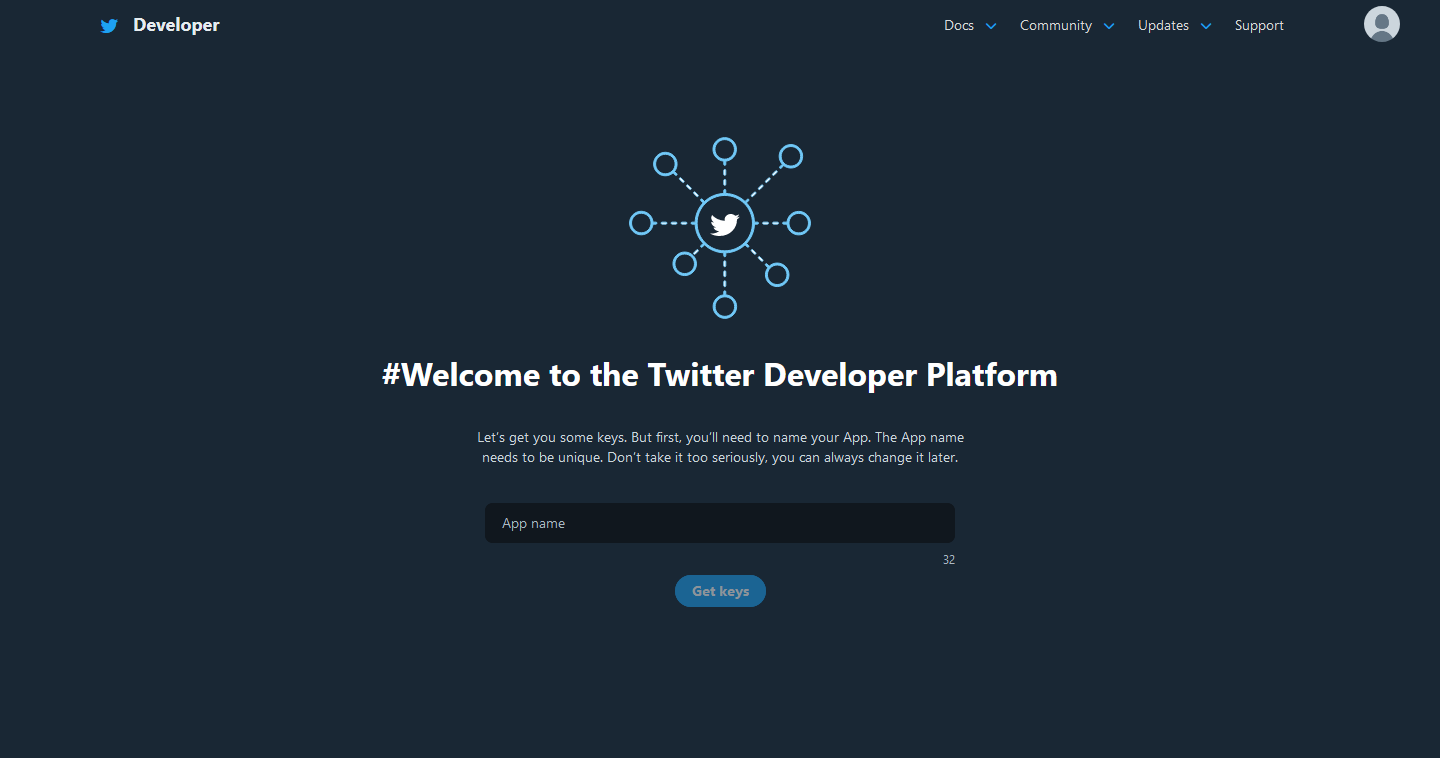 Developer
Docs
Community
Updates
Support
#Welcome to the Twitter Developer Platform
Let's get you some keys. But first, you'll need to name your App. The App name
needs to be unique. Don't take it too seriously, you can always change it later.
App name
32
Get keys